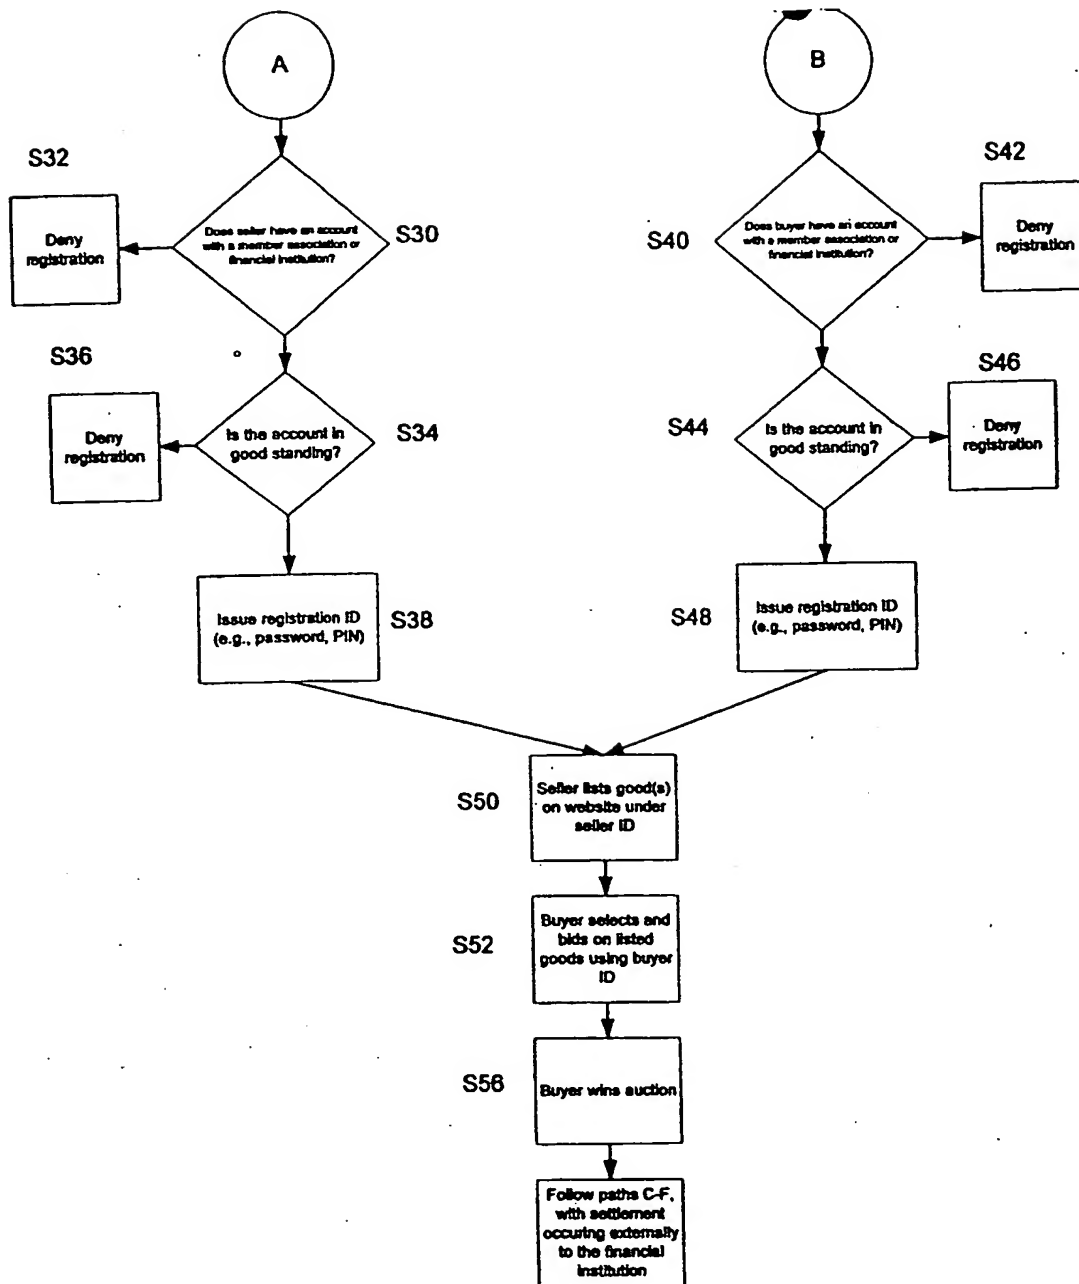 A
B
S32
S42
Deny
registration
Does seller have an account
with a member association or
financial institution?
S30
S40
Does buyer have an account
with a member association or
financial institution?
Deny
registration
S36
S46
Deny
registration
Is the account in
good standing?
S34
S44
Is the account in
good standing?
Deny
registration
Issue registration ID
(e.g., password, PIN)
S38
S48
Issue registration ID
(e.g., password, PIN)
S50
Seller lists good(s)
on website under
seller ID
S52
Buyer selects and
bids on listed
goods using buyer
ID
S56
Buyer wins auction
Follow paths C-F,
with settlement
occuring externally
to the financial
institution